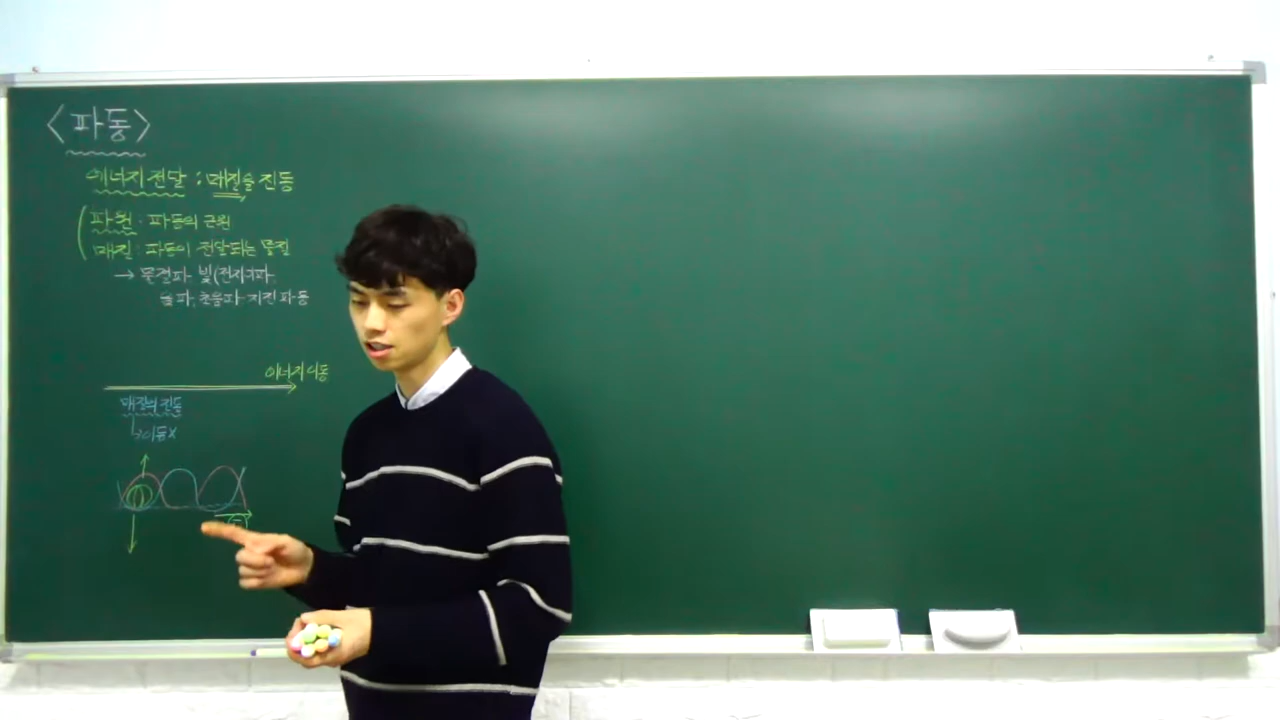 <파동>
에너지 전달 : 매질을 진동
파원 : 파동의 근원
매질 : 파동이 전달되는 물질
→ 물결파 빛(전자기파,
음파, 초음파 지진파 등
에너지 이동
매질의 진동
→이동 X